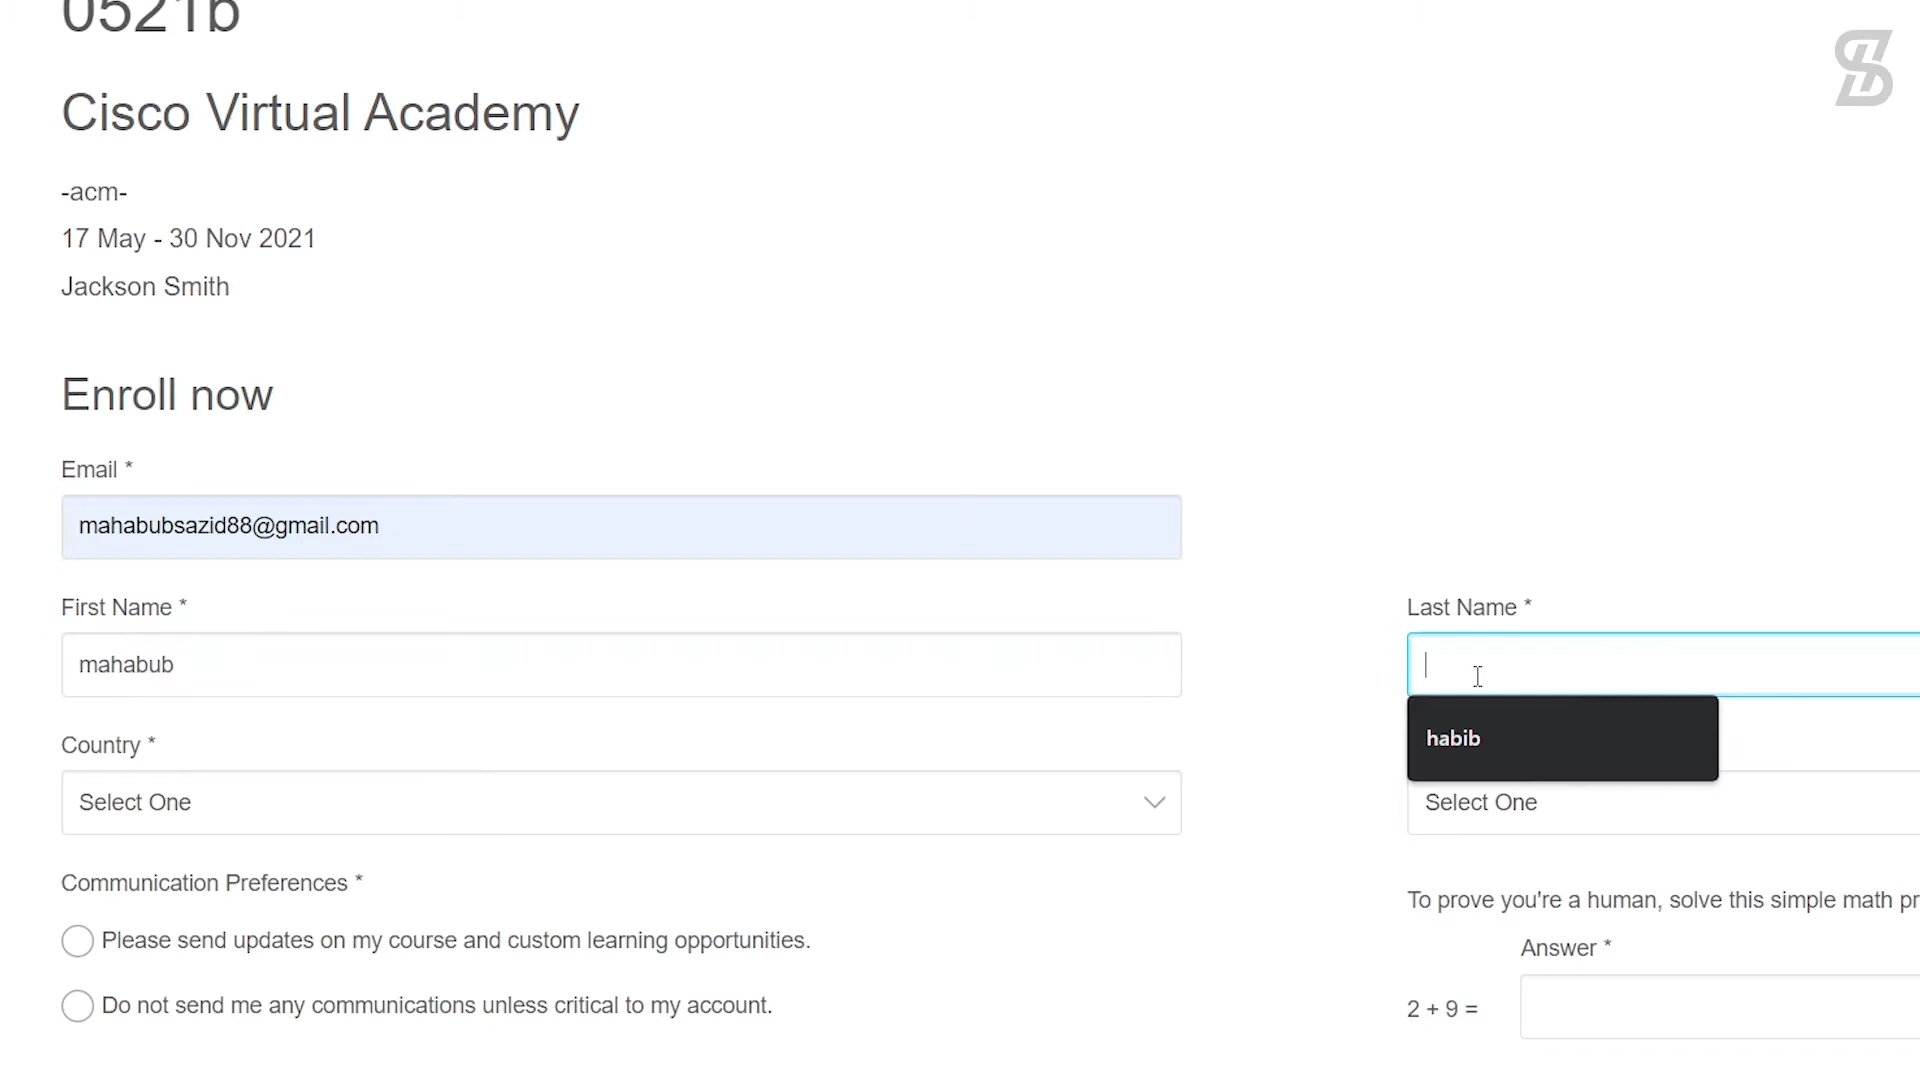 0521b
Cisco Virtual Academy
-acm-
17 May - 30 Nov 2021
Jackson Smith
Enroll now
Email *
mahabubsazid88@gmail.com
First Name *
Last Name *
mahabub
habib
Country *
Select One
Select One
Communication Preferences *
To prove you're a human, solve this simple math pr
Please send updates on my course and custom learning opportunities.
Answer *
Do not send me any communications unless critical to my account.
2 + 9 =